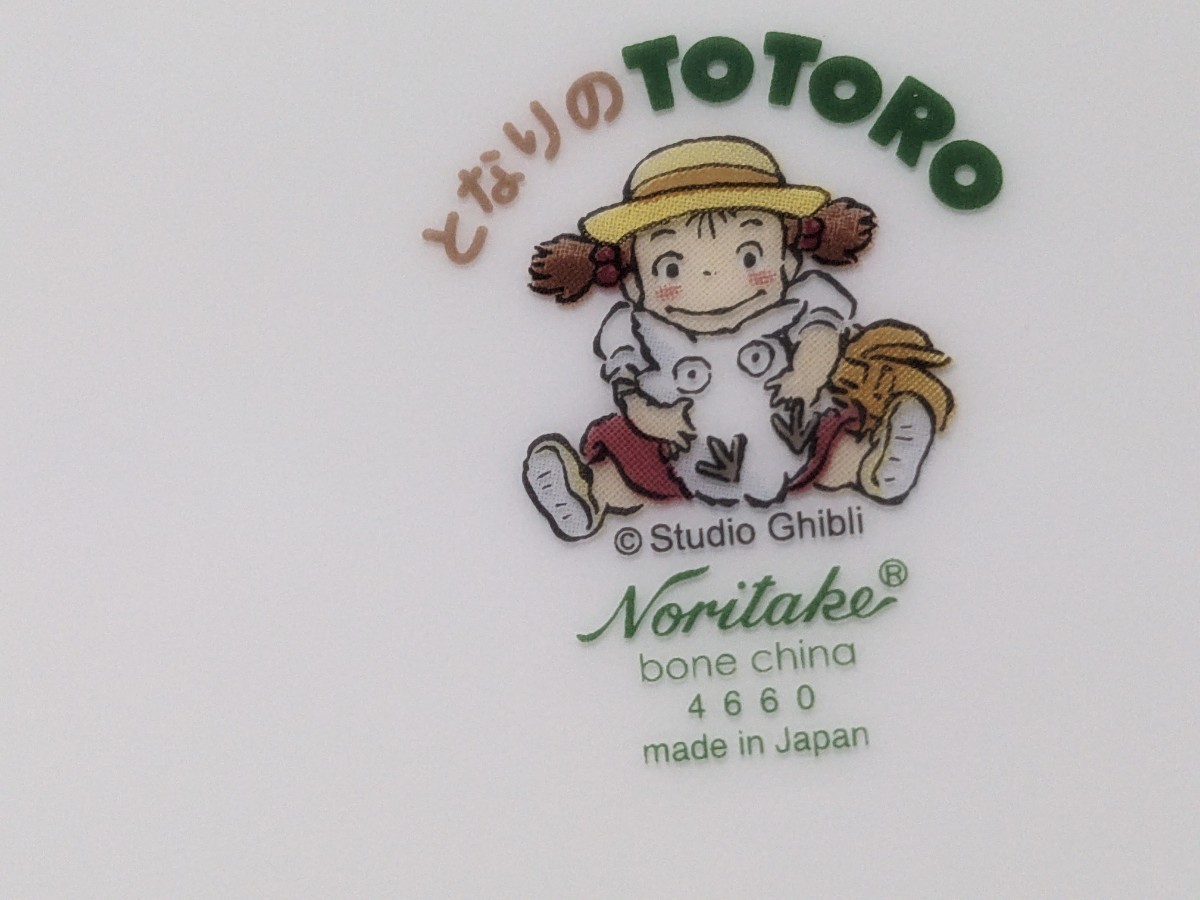 となりのTOTORO
© Studio Ghibli
Noritake®
bone china
4660
made in Japan